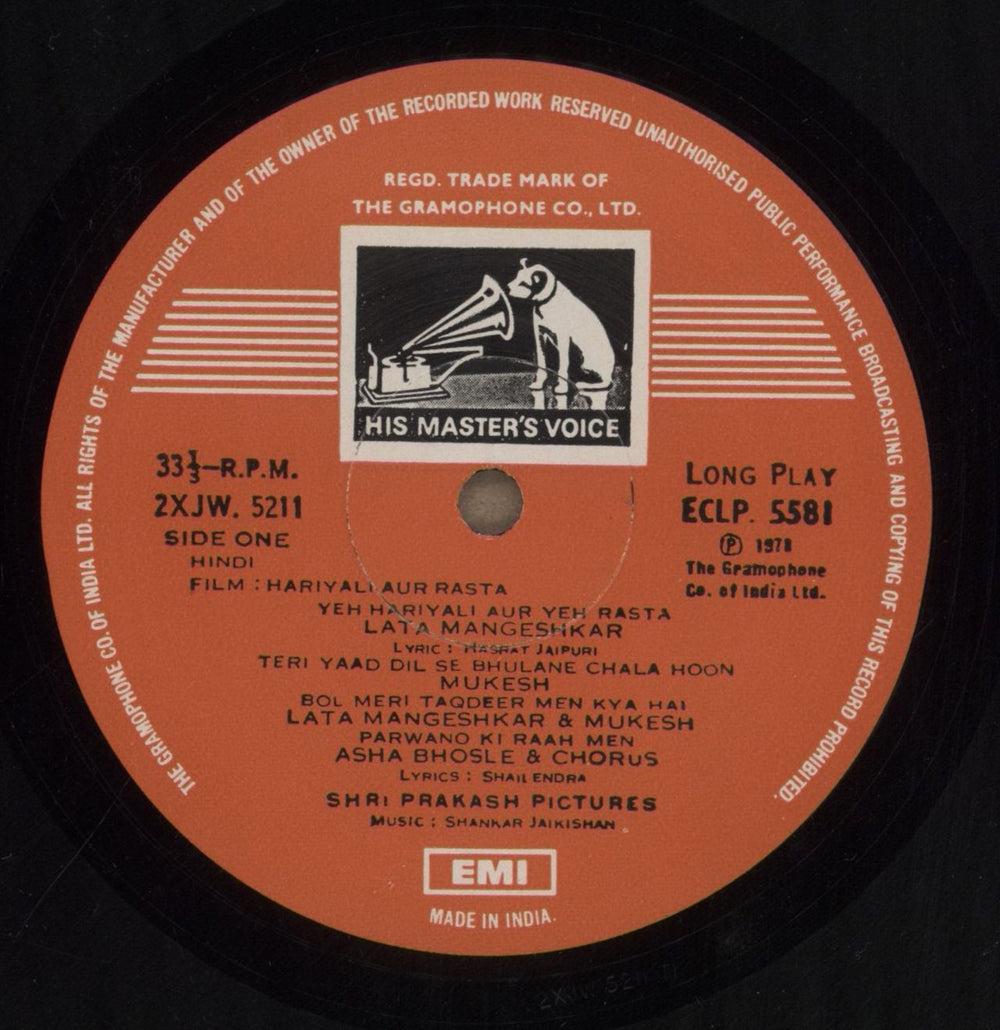 THE GRAMOPHONE CO. OF INDIA LTD. ALL RIGHTS OF THE MANUFACTURER AND OF THE OWNER OF THE RECORDED WORK RESERVED UNAUTHORISED PUBLIC PERFORMANCE BROADCASTING AND COPYING OF THIS RECORD PROHIBITED.
REGD. TRADE MARK OF
THE GRAMOPHONE CO., LTD.
HIS MASTER'S VOICE
33⅓–R.P.M.
2XJW. 5211
SIDE ONE
LONG PLAY
ECLP. 5581
Ⓟ 1978
The Gramophone
Co. of India Ltd.
HINDI
FILM : HARIYALI AUR RASTA
YEH HARIYALI AUR YEH RASTA
LATA MANGESHKAR
LYRIC : HASRAT JAIPURI
TERI YAAD DIL SE BHULANE CHALA HOON
MUKESH
BOL MERI TAQDEER MEN KYA HAI
LATA MANGESHKAR & MUKESH
PARWANO KI RAAH MEN
ASHA BHOSLE & CHORUS
LYRICS : SHAILENDRA
SHRI PRAKASH PICTURES
MUSIC : SHANKAR JAIKISHAN
EMI
MADE IN INDIA.